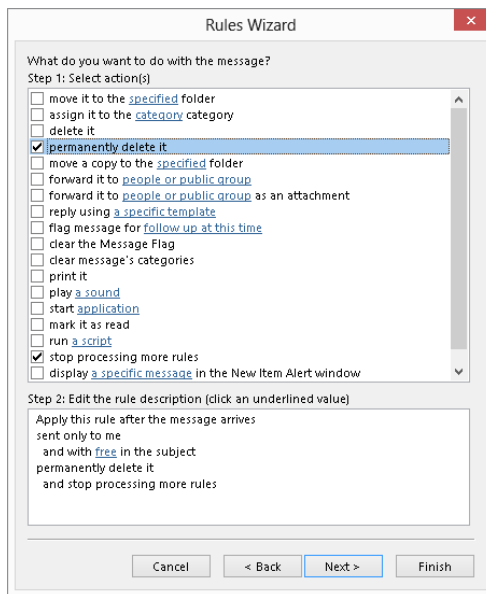 Rules Wizard
What do you want to do with the message?
Step 1: Select action(s)
move it to the specified folder
assign it to the category category
delete it
permanently delete it
move a copy to the specified folder
forward it to people or public group
forward it to people or public group as an attachment
reply using a specific template
flag message for follow up at this time
clear the Message Flag
clear message's categories
print it
play a sound
start application
mark it as read
run a script
stop processing more rules
display a specific message in the New Item Alert window
Step 2: Edit the rule description (click an underlined value)
Apply this rule after the message arrives
sent only to me
and with free in the subject
permanently delete it
and stop processing more rules
Cancel
< Back
Next >
Finish